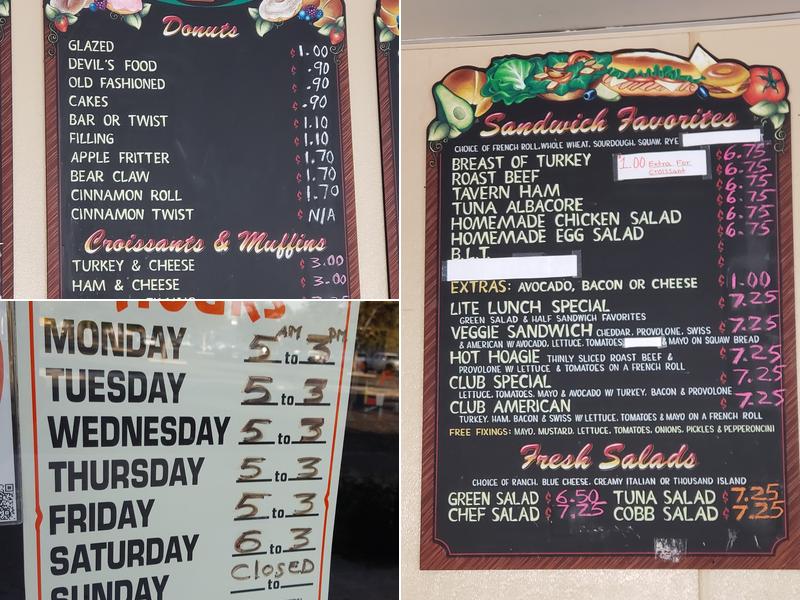 Donuts
GLAZED $1.00
DEVIL'S FOOD .90
OLD FASHIONED .90
CAKES .90
BAR OR TWIST 1.10
FILLING 1.10
APPLE FRITTER 1.70
BEAR CLAW 1.70
CINNAMON ROLL 1.70
CINNAMON TWIST N/A
Croissants & Muffins
TURKEY & CHEESE $3.00
HAM & CHEESE $3.00
HOURS
AM PM
MONDAY 5 to 3
TUESDAY 5 to 3
WEDNESDAY 5 to 3
THURSDAY 5 to 3
FRIDAY 5 to 3
SATURDAY 6 to 3
SUNDAY Closed to
Sandwich Favorites
CHOICE OF FRENCH ROLL, WHOLE WHEAT, SOURDOUGH, SQUAW, RYE
BREAST OF TURKEY $6.75
$1.00 Extra For
Croissant
ROAST BEEF 6.75
TAVERN HAM 6.75
TUNA ALBACORE 6.75
HOMEMADE CHICKEN SALAD 6.75
HOMEMADE EGG SALAD 6.75
B.L.T.
EXTRAS: AVOCADO, BACON OR CHEESE $1.00
LITE LUNCH SPECIAL 7.25
GREEN SALAD & HALF SANDWICH FAVORITES
VEGGIE SANDWICH CHEDDAR, PROVOLONE, SWISS $7.25
& AMERICAN W/ AVOCADO, LETTUCE, TOMATOES & MAYO ON SQUAW BREAD
HOT HOAGIE THINLY SLICED ROAST BEEF & $7.25
PROVOLONE W/ LETTUCE & TOMATOES ON A FRENCH ROLL
CLUB SPECIAL $7.25
LETTUCE, TOMATOES, MAYO & AVOCADO W/ TURKEY, BACON & PROVOLONE
CLUB AMERICAN 7.25
TURKEY, HAM, BACON & SWISS W/ LETTUCE, TOMATOES & MAYO ON A FRENCH ROLL
FREE FIXINGS: MAYO, MUSTARD, LETTUCE, TOMATOES, ONIONS, PICKLES & PEPPERONCINI
Fresh Salads
CHOICE OF RANCH, BLUE CHEESE, CREAMY ITALIAN OR THOUSAND ISLAND
GREEN SALAD $6.50 TUNA SALAD $7.25
CHEF SALAD $7.25 COBB SALAD $7.25